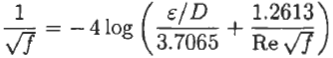 1/√f = − 4 log ( (ε/D)/3.7065 + 1.2613/(Re √f) )